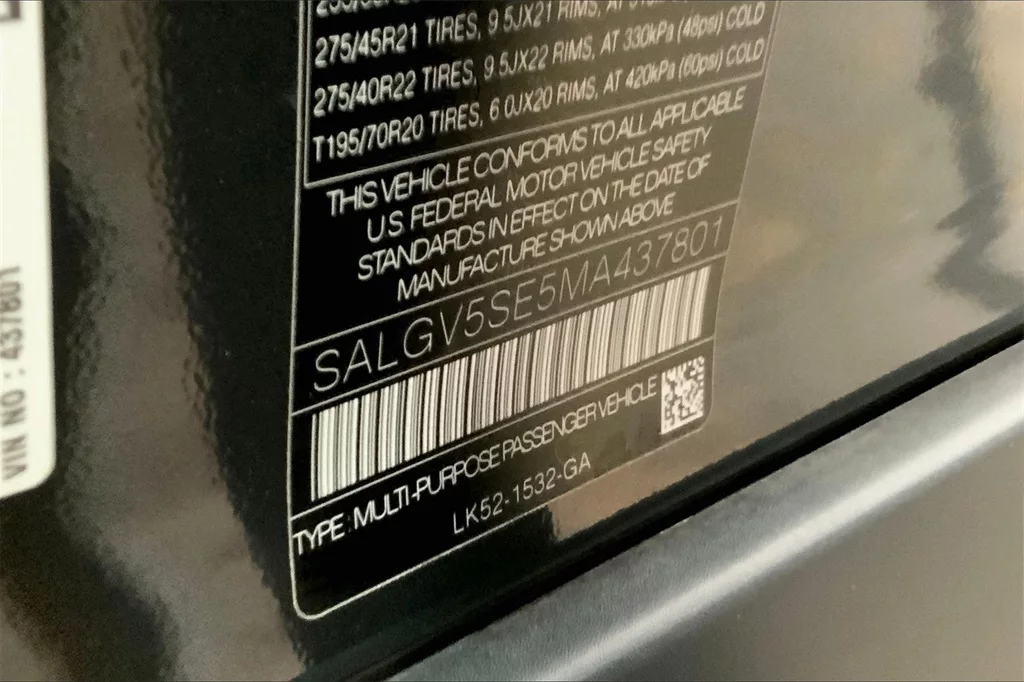 275/45R21 TIRES, 9 5JX21 RIMS, AT
275/40R22 TIRES, 9 5JX22 RIMS, AT 330kPa (48psi) COLD
T195/70R20 TIRES, 6 0JX20 RIMS, AT 420kPa (60psi) COLD
THIS VEHICLE CONFORMS TO ALL APPLICABLE
U.S. FEDERAL MOTOR VEHICLE SAFETY
STANDARDS IN EFFECT ON THE DATE OF
MANUFACTURE SHOWN ABOVE
SALGV5SE5MA437801
TYPE: MULTI-PURPOSE PASSENGER VEHICLE
LK52-1532-GA
VIN NO : 437801